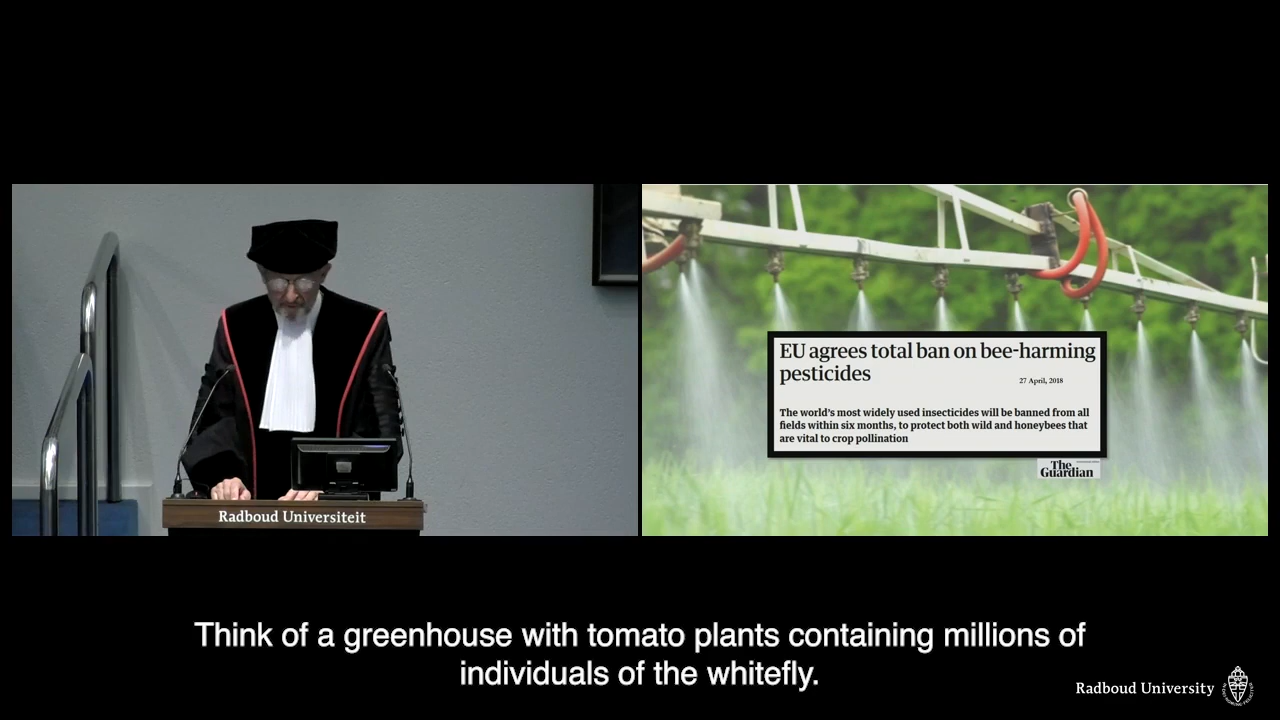 EU agrees total ban on bee-harming
pesticides
27 April, 2018
The world's most widely used insecticides will be banned from all
fields within six months, to protect both wild and honeybees that
are vital to crop pollination
The
Guardian
Radboud Universiteit
Think of a greenhouse with tomato plants containing millions of
individuals of the whitefly.
Radboud University